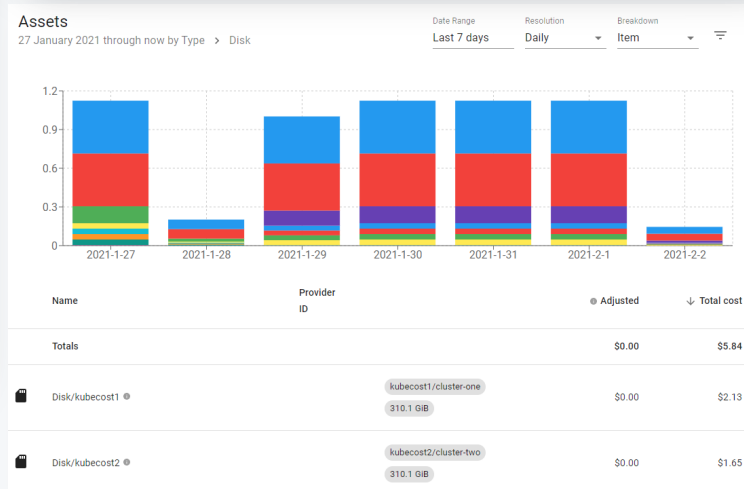 Assets
27 January 2021 through now by Type > Disk
Date Range
Last 7 days
Resolution
Daily
Breakdown
Item
1.2
0.9
0.6
0.3
0
2021-1-27 2021-1-28 2021-1-29 2021-1-30 2021-1-31 2021-2-1 2021-2-2
Name Provider ID Adjusted Total cost
Totals $0.00 $5.84
Disk/kubecost1 kubecost1/cluster-one $0.00 $2.13
310.1 GiB
Disk/kubecost2 kubecost2/cluster-two $0.00 $1.65
310.1 GiB